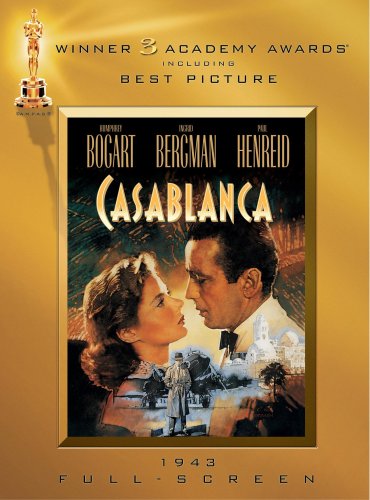 WINNER 3 ACADEMY AWARDS®
INCLUDING
BEST PICTURE
©A.M.P.A.S.®
HUMPHREY BOGART
INGRID BERGMAN
PAUL HENREID
CASABLANCA
1943
FULL-SCREEN